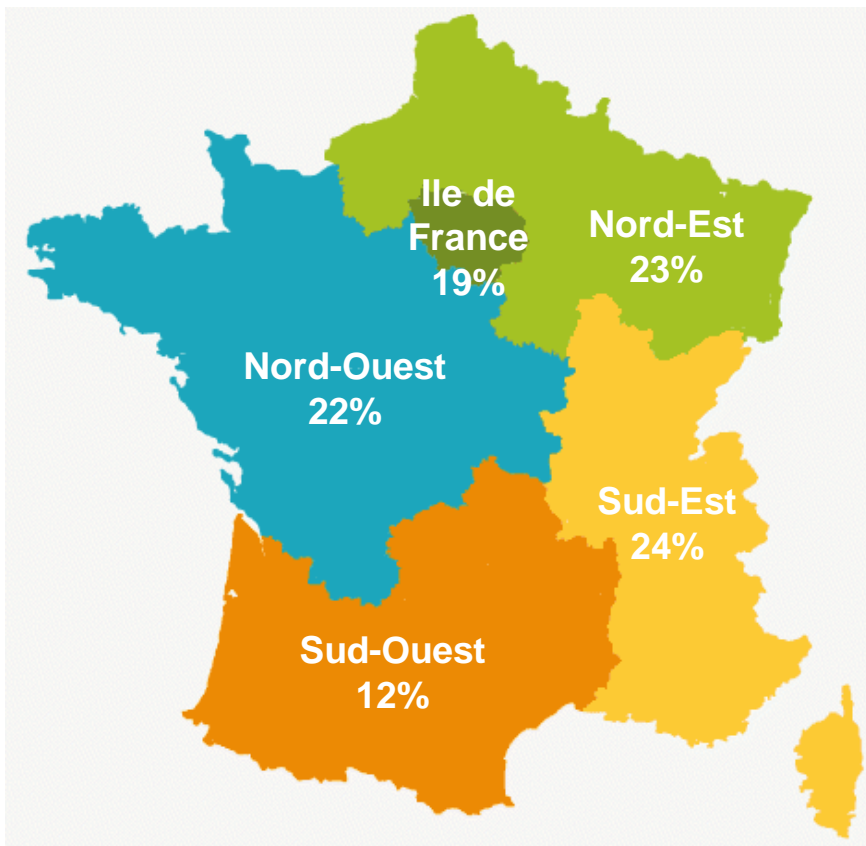 Ile de
France
19%
Nord-Est
23%
Nord-Ouest
22%
Sud-Est
24%
Sud-Ouest
12%